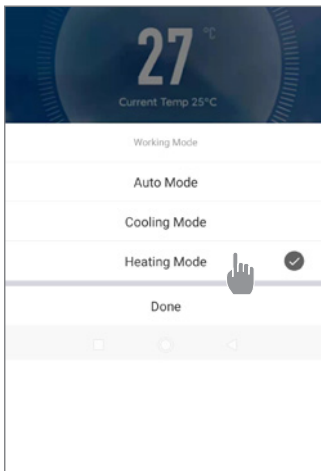 27 °C
Current Temp 25°C
Working Mode
Auto Mode
Cooling Mode
Heating Mode
Done